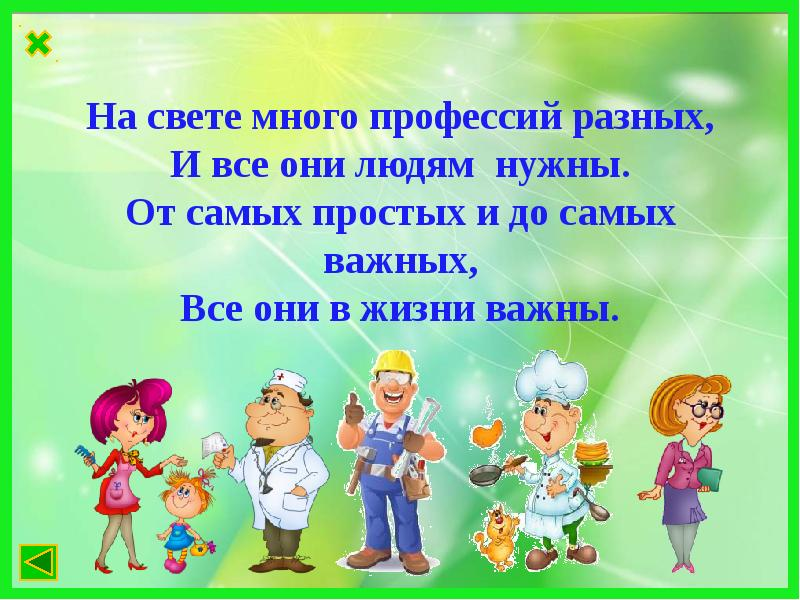 На свете много профессий разных,
И все они людям нужны.
От самых простых и до самых
важных,
Все они в жизни важны.